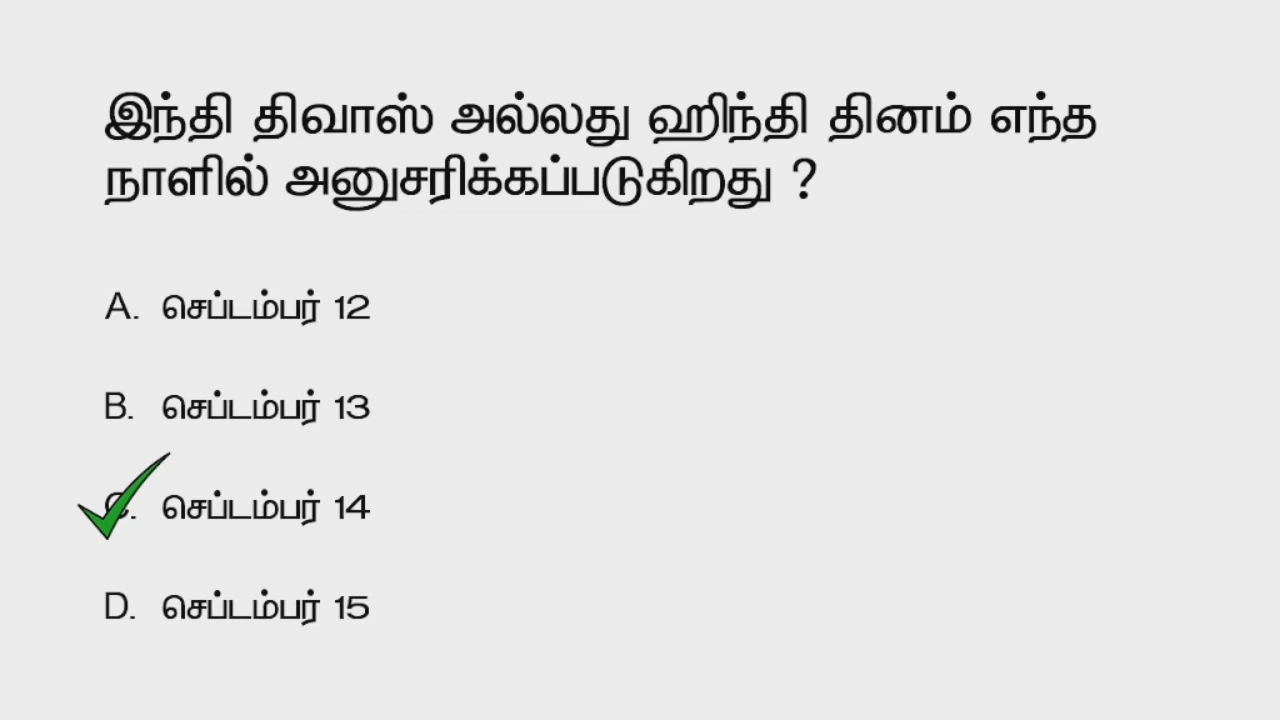 இந்தி திவாஸ் அல்லது ஹிந்தி தினம் எந்த
நாளில் அனுசரிக்கப்படுகிறது ?
A. செப்டம்பர் 12
B. செப்டம்பர் 13
C. செப்டம்பர் 14
D. செப்டம்பர் 15